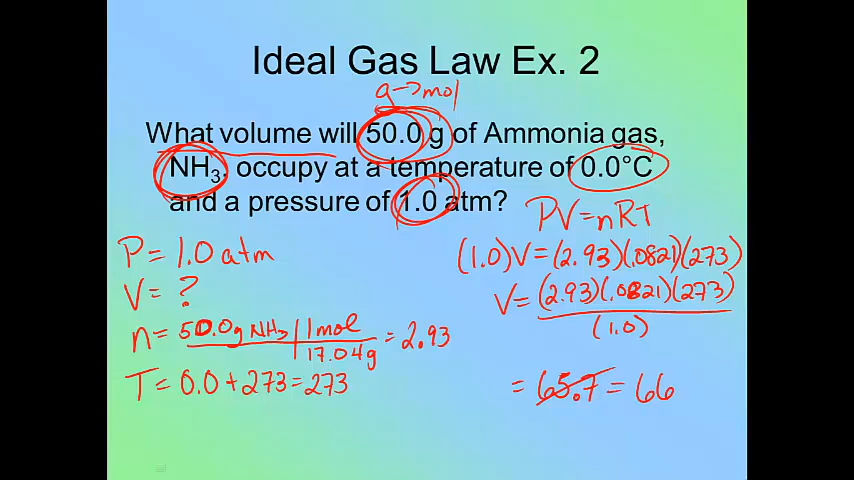 Ideal Gas Law Ex. 2
g→mol
What volume will 50.0 g of Ammonia gas,
NH₃, occupy at a temperature of 0.0°C
and a pressure of 1.0 atm?
PV=nRT
P = 1.0 atm
(1.0)V=(2.93)(.0821)(273)
V = ?
V= (2.93)(.0821)(273)
(1.0)
n= 50.0g NH₃ | 1mol = 2.93
17.04g
T = 0.0 + 273 = 273
= 65.7 = 66